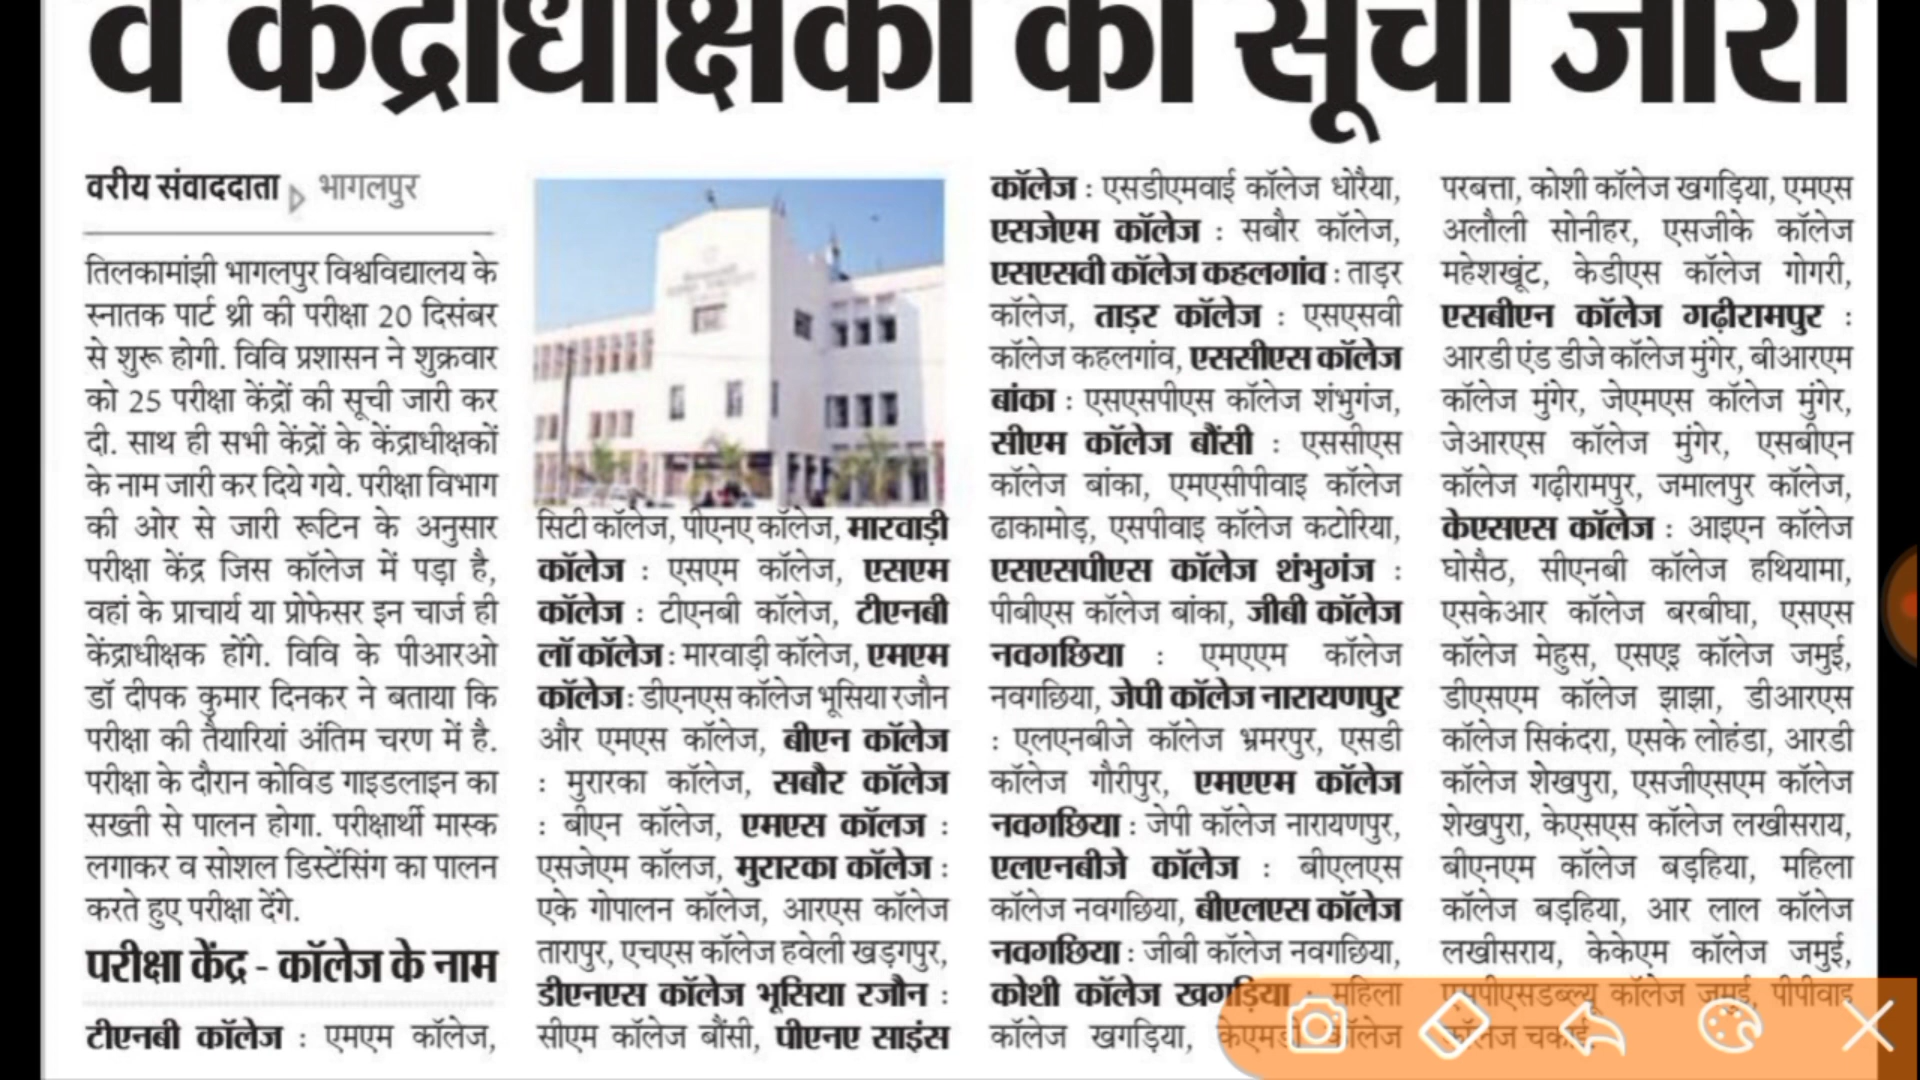 व केंद्राधीक्षकों की सूची जारी
वरीय संवाददाता भागलपुर
तिलकामांझी भागलपुर विश्वविद्यालय के
स्नातक पार्ट थ्री की परीक्षा 20 दिसंबर
से शुरू होगी. विवि प्रशासन ने शुक्रवार
को 25 परीक्षा केंद्रों की सूची जारी कर
दी. साथ ही सभी केंद्रों के केंद्राधीक्षकों
के नाम जारी कर दिये गये. परीक्षा विभाग
की ओर से जारी रूटिन के अनुसार
परीक्षा केंद्र जिस कॉलेज में पड़ा है,
वहां के प्राचार्य या प्रोफेसर इन चार्ज ही
केंद्राधीक्षक होंगे. विवि के पीआरओ
डॉ दीपक कुमार दिनकर ने बताया कि
परीक्षा की तैयारियां अंतिम चरण में है.
परीक्षा के दौरान कोविड गाइडलाइन का
सख्ती से पालन होगा. परीक्षार्थी मास्क
लगाकर व सोशल डिस्टेंसिंग का पालन
करते हुए परीक्षा देंगे.
परीक्षा केंद्र - कॉलेज के नाम
टीएनबी कॉलेज : एमएम कॉलेज,
सिटी कॉलेज, पीएनए कॉलेज, मारवाड़ी
कॉलेज : एसएम कॉलेज, एसएम
कॉलेज : टीएनबी कॉलेज, टीएनबी
लॉ कॉलेज : मारवाड़ी कॉलेज, एमएम
कॉलेज : डीएनएस कॉलेज भूसिया रजौन
और एमएस कॉलेज, बीएन कॉलेज
: मुरारका कॉलेज, सबौर कॉलेज
: बीएन कॉलेज, एमएस कॉलज :
एसजेएम कॉलज, मुरारका कॉलेज :
एके गोपालन कॉलेज, आरएस कॉलेज
तारापुर, एचएस कॉलेज हवेली खड़गपुर,
डीएनएस कॉलेज भूसिया रजौन :
सीएम कॉलेज बौंसी, पीएनए साइंस
कॉलेज : एसडीएमवाई कॉलेज धोरैया,
एसजेएम कॉलेज : सबौर कॉलेज,
एसएसवी कॉलेज कहलगांव : ताड़र
कॉलेज, ताड़र कॉलेज : एसएसवी
कॉलेज कहलगांव, एससीएस कॉलेज
बांका : एसएसपीएस कॉलेज शंभुगंज,
सीएम कॉलेज बौंसी : एससीएस
कॉलेज बांका, एमएसीपीवाइ कॉलेज
ढाकामोड़, एसपीवाइ कॉलेज कटोरिया,
एसएसपीएस कॉलेज शंभुगंज :
पीबीएस कॉलेज बांका, जीबी कॉलेज
नवगछिया : एमएएम कॉलेज
नवगछिया, जेपी कॉलेज नारायणपुर
: एलएनबीजे कॉलेज भ्रमरपुर, एसडी
कॉलेज गौरीपुर, एमएएम कॉलेज
नवगछिया : जेपी कॉलेज नारायणपुर,
एलएनबीजे कॉलेज : बीएलएस
कॉलेज नवगछिया, बीएलएस कॉलेज
नवगछिया : जीबी कॉलेज नवगछिया,
कोशी कॉलेज खगड़िया : महिला
कॉलेज खगड़िया, केएमडी कॉलेज
परबत्ता, कोशी कॉलेज खगड़िया, एमएस
अलौली सोनीहर, एसजीके कॉलेज
महेशखूंट, केडीएस कॉलेज गोगरी,
एसबीएन कॉलेज गढ़ीरामपुर :
आरडी एंड डीजे कॉलेज मुंगेर, बीआरएम
कॉलेज मुंगेर, जेएमएस कॉलेज मुंगेर,
जेआरएस कॉलेज मुंगेर, एसबीएन
कॉलेज गढ़ीरामपुर, जमालपुर कॉलेज,
केएसएस कॉलेज : आइएन कॉलेज
घोसैठ, सीएनबी कॉलेज हथियामा,
एसकेआर कॉलेज बरबीघा, एसएस
कॉलेज मेहुस, एसएइ कॉलेज जमुई,
डीएसएम कॉलेज झाझा, डीआरएस
कॉलेज सिकंदरा, एसके लोहंडा, आरडी
कॉलेज शेखपुरा, एसजीएसएम कॉलेज
शेखपुरा, केएसएस कॉलेज लखीसराय,
बीएनएम कॉलेज बड़हिया, महिला
कॉलेज बड़हिया, आर लाल कॉलेज
लखीसराय, केकेएम कॉलेज जमुई,
एसपीएसडब्ल्यू कॉलेज जमुई, पीपीवाइ
कॉलेज चकाई.